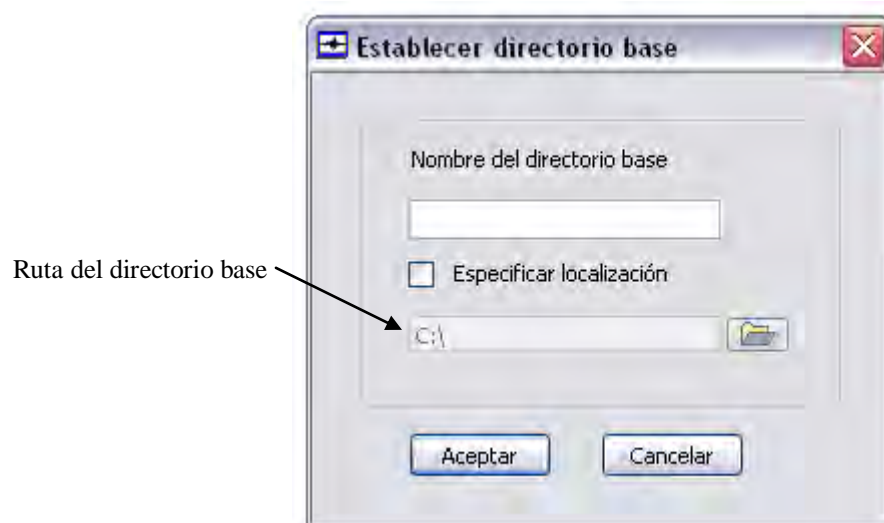 Establecer directorio base
Nombre del directorio base
Especificar localización
Ruta del directorio base
C:\
Aceptar
Cancelar